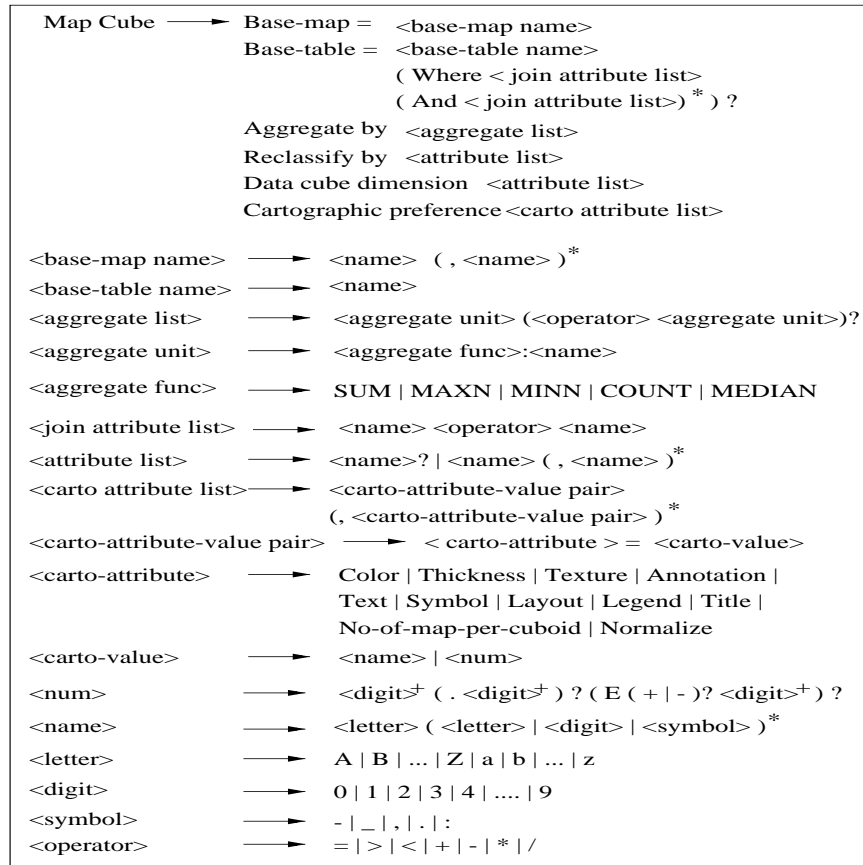 Map Cube ⟶ Base-map = <base-map name>
Base-table = <base-table name>
( Where < join attribute list>
( And < join attribute list>) * ) ?
Aggregate by <aggregate list>
Reclassify by <attribute list>
Data cube dimension <attribute list>
Cartographic preference<carto attribute list>
<base-map name> ⟶ <name> ( , <name> )*
<base-table name> ⟶ <name>
<aggregate list> ⟶ <aggregate unit> (<operator> <aggregate unit>)?
<aggregate unit> ⟶ <aggregate func>:<name>
<aggregate func> ⟶ SUM | MAXN | MINN | COUNT | MEDIAN
<join attribute list> ⟶ <name> <operator> <name>
<attribute list> ⟶ <name>? | <name> ( , <name> )*
<carto attribute list> ⟶ <carto-attribute-value pair>
(, <carto-attribute-value pair> )*
<carto-attribute-value pair> ⟶ < carto-attribute > = <carto-value>
<carto-attribute> ⟶ Color | Thickness | Texture | Annotation |
Text | Symbol | Layout | Legend | Title |
No-of-map-per-cuboid | Normalize
<carto-value> ⟶ <name> | <num>
<num> ⟶ <digit>+ ( . <digit>+ ) ? ( E ( + | - )? <digit>+ ) ?
<name> ⟶ <letter> ( <letter> | <digit> | <symbol> )*
<letter> ⟶ A | B | ... | Z | a | b | ... | z
<digit> ⟶ 0 | 1 | 2 | 3 | 4 | .... | 9
<symbol> ⟶ - | _ | , | . | :
<operator> ⟶ = | > | < | + | - | * | /